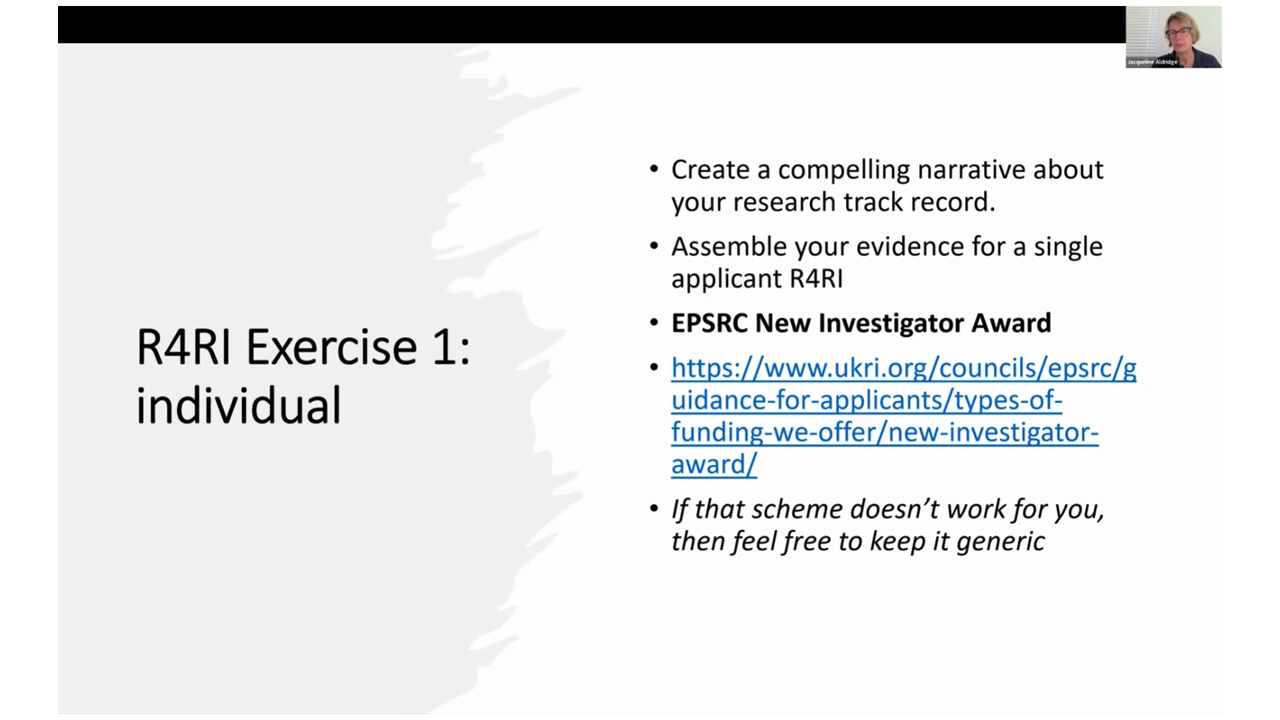 Jacqueline Aldridge
R4RI Exercise 1:
individual
• Create a compelling narrative about
your research track record.
• Assemble your evidence for a single
applicant R4RI
• EPSRC New Investigator Award
• https://www.ukri.org/councils/epsrc/g
uidance-for-applicants/types-of-
funding-we-offer/new-investigator-
award/
• If that scheme doesn’t work for you,
then feel free to keep it generic